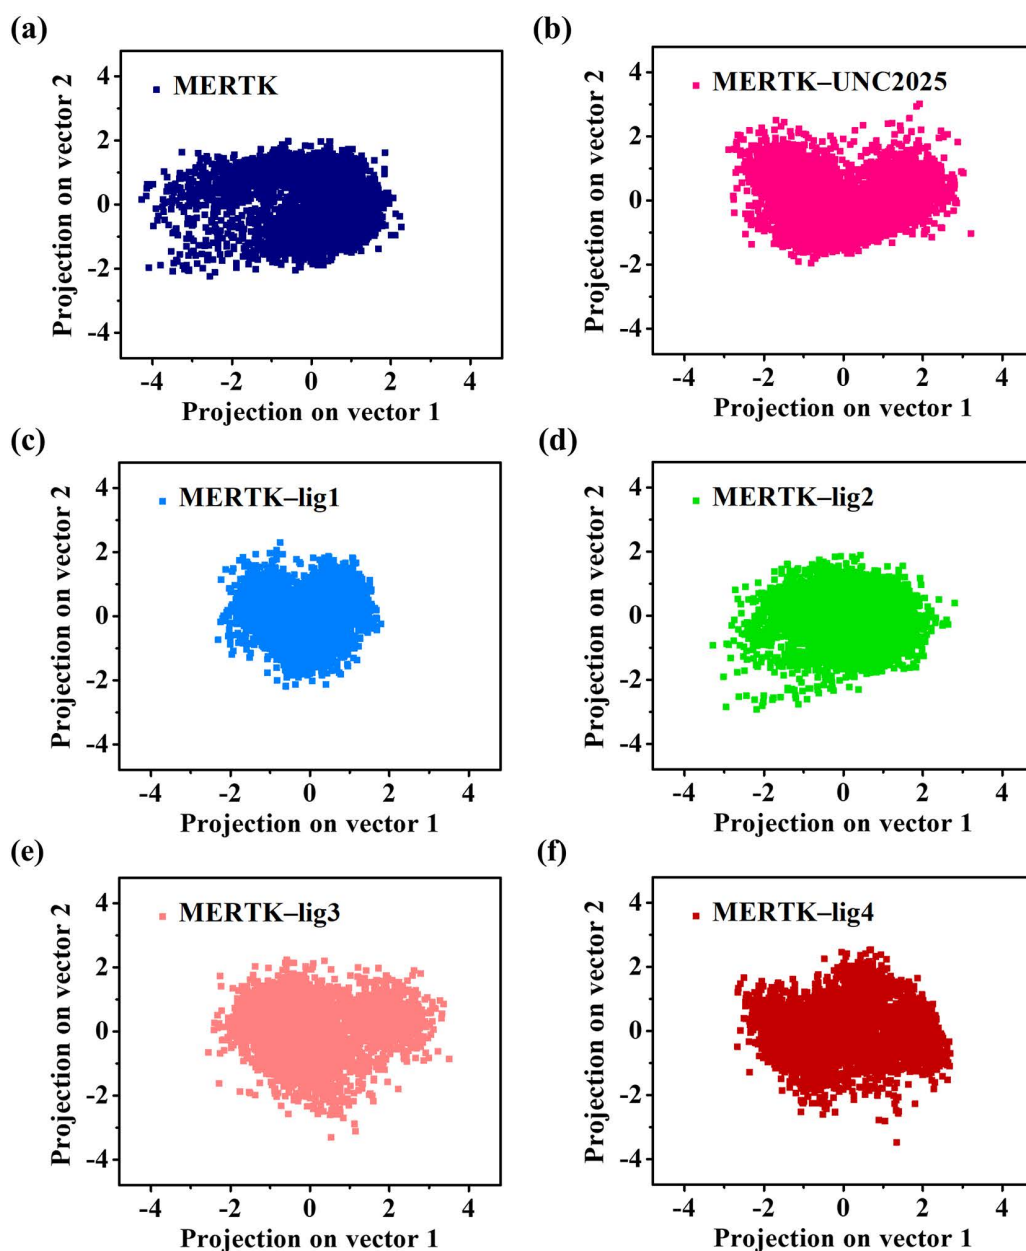 (a)
MERTK
4
2
0
-2
-4
Projection on vector 2
-4 -2 0 2 4
Projection on vector 1
(b)
MERTK–UNC2025
4
2
0
-2
-4
Projection on vector 2
-4 -2 0 2 4
Projection on vector 1
(c)
MERTK–lig1
4
2
0
-2
-4
Projection on vector 2
-4 -2 0 2 4
Projection on vector 1
(d)
MERTK–lig2
4
2
0
-2
-4
Projection on vector 2
-4 -2 0 2 4
Projection on vector 1
(e)
MERTK–lig3
4
2
0
-2
-4
Projection on vector 2
-4 -2 0 2 4
Projection on vector 1
(f)
MERTK–lig4
4
2
0
-2
-4
Projection on vector 2
-4 -2 0 2 4
Projection on vector 1